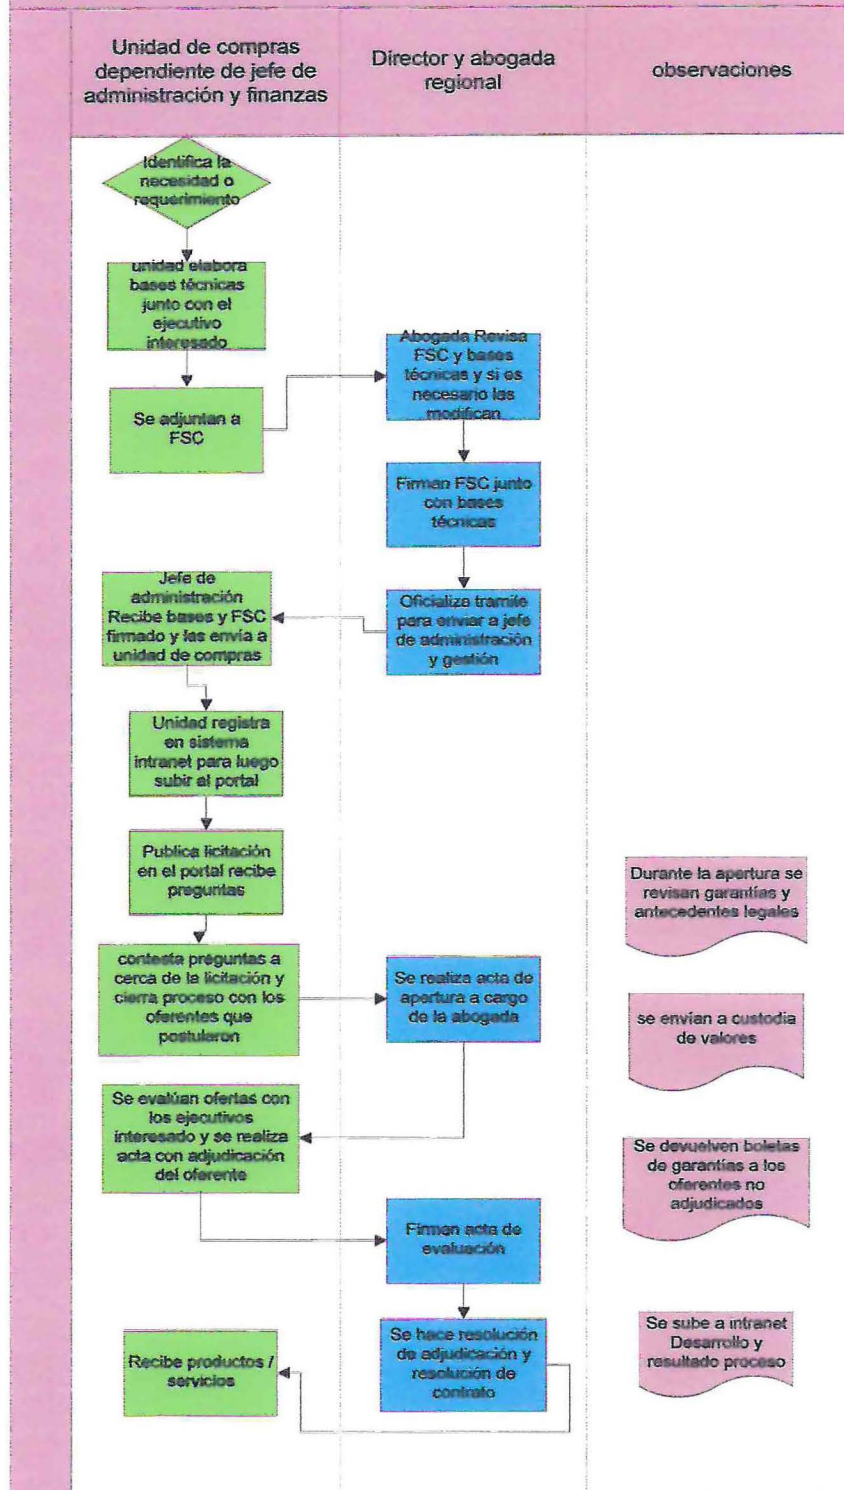 Unidad de compras
dependiente de jefe de
administración y finanzas
Director y abogada
regional
observaciones
Identifica la
necesidad o
requerimiento
unidad elabora
bases técnicas
junto con el
ejecutivo
interesado
Se adjuntan a
FSC
Abogada Revisa
FSC y bases
técnicas y si es
necesario las
modifican
Firman FSC junto
con bases
técnicas
Oficializa tramite
para enviar a jefe
de administración
y gestión
Jefe de
administración
Recibe bases y FSC
firmado y las envía a
unidad de compras
Unidad registra
en sistema
intranet para luego
subir al portal
Publica licitación
en el portal recibe
preguntas
contesta preguntas a
cerca de la licitación y
cierra proceso con los
oferentes que
postularon
Se realiza acta de
apertura a cargo
de la abogada
Durante la apertura se
revisan garantías y
antecedentes legales
se envían a custodia
de valores
Se evalúan ofertas con
los ejecutivos
interesado y se realiza
acta con adjudicación
del oferente
Se devuelven boletas
de garantías a los
oferentes no
adjudicados
Firman acta de
evaluación
Se hace resolución
de adjudicación y
resolución de
contrato
Se sube a intranet
Desarrollo y
resultado proceso
Recibe productos /
servicios